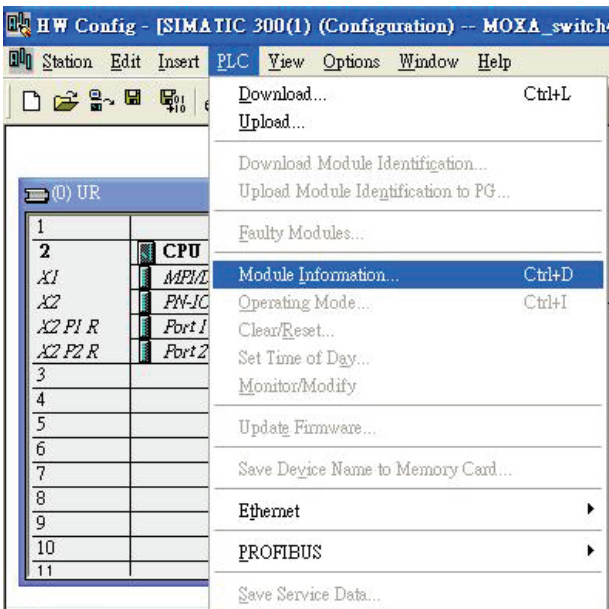 HW Config - [SIMATIC 300(1) (Configuration) -- MOXA_switch
Station Edit Insert PLC View Options Window Help
Download... Ctrl+L
Upload...
Download Module Identification...
Upload Module Identification to PG...
Faulty Modules...
Module Information... Ctrl+D
Operating Mode... Ctrl+I
Clear/Reset...
Set Time of Day...
Monitor/Modify
Update Firmware...
Save Device Name to Memory Card...
Ethernet
PROFIBUS
Save Service Data...
(0) UR
1
2 CPU
X1 MPI/D
X2 PN-IO
X2 P1 R Port 1
X2 P2 R Port 2
3
4
5
6
7
8
9
10
11